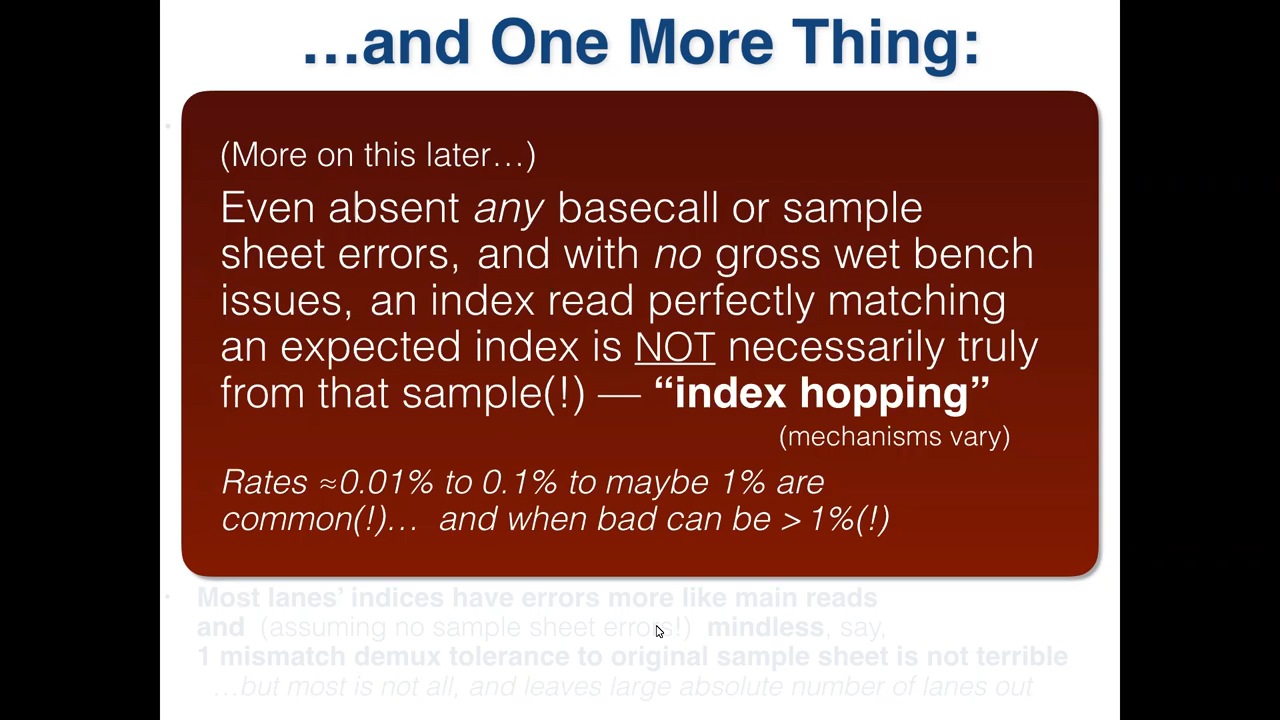 …and One More Thing:
(More on this later…)
Even absent any basecall or sample
sheet errors, and with no gross wet bench
issues, an index read perfectly matching
an expected index is NOT necessarily truly
from that sample(!) — “index hopping”
(mechanisms vary)
Rates ≈0.01% to 0.1% to maybe 1% are
common(!)… and when bad can be > 1%(!)
Most lanes’ indices have errors more like main reads
and (assuming no sample sheet errors!) mindless, say,
1 mismatch demux tolerance to original sample sheet is not terrible
…but most is not all, and leaves large absolute number of lanes out